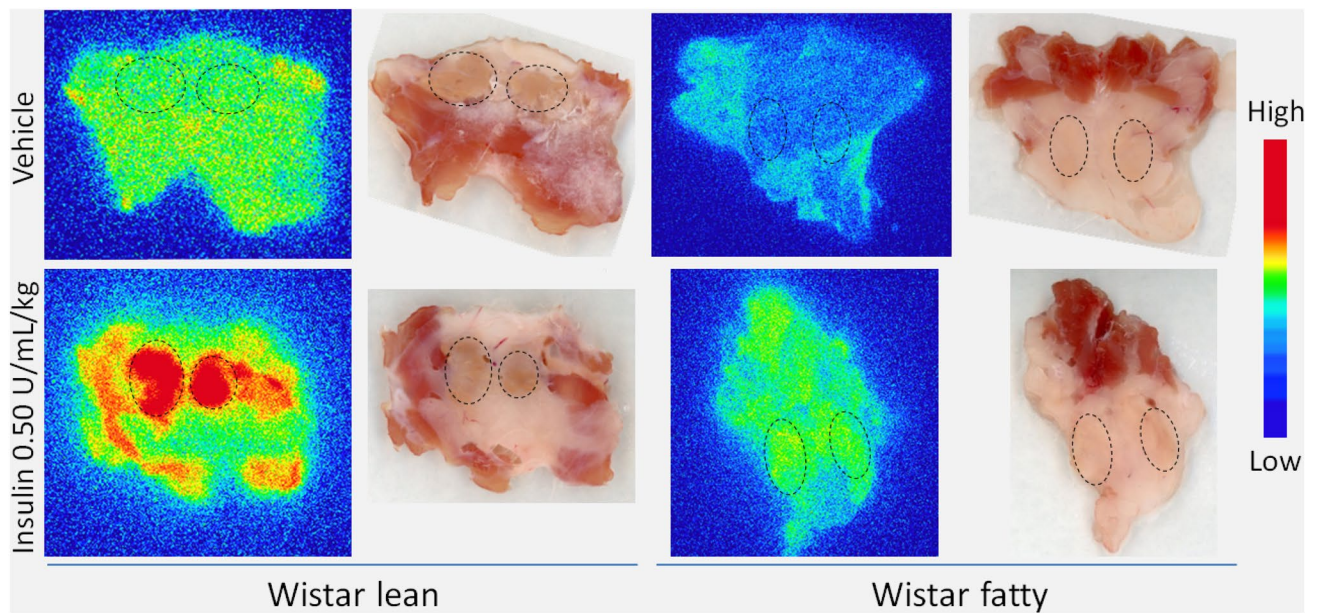 Vehicle
High
Low
Insulin 0.50 U/mL/kg
Wistar lean
Wistar fatty